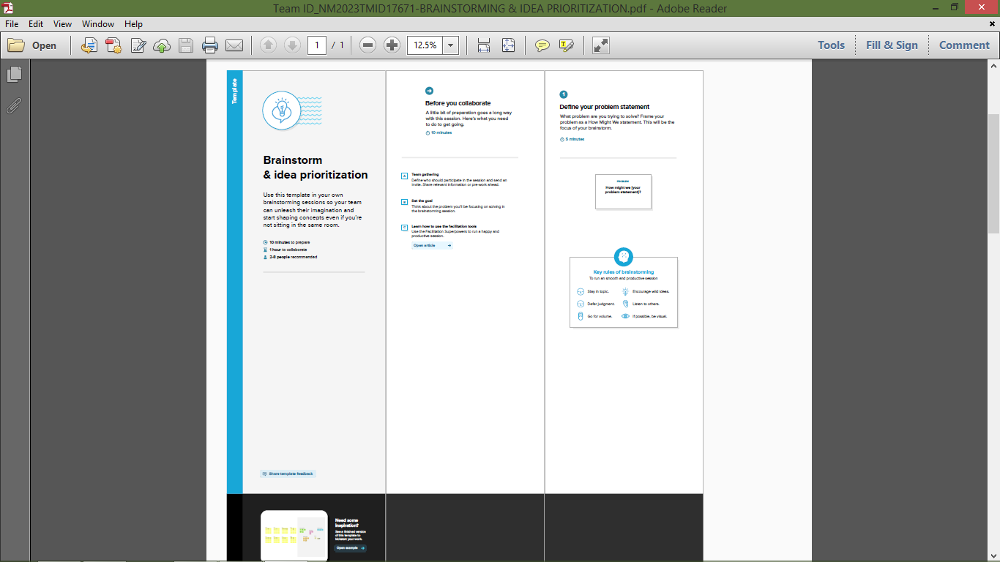 Team ID_NM2023TMID17671-BRAINSTORMING & IDEA PRIORITIZATION.pdf - Adobe Reader
File Edit View Window Help
Open 1 / 1 12.5% Tools Fill & Sign Comment
Template
Brainstorm
& idea prioritization
Use this template in your own
brainstorming sessions so your team
can unleash their imagination and
start shaping concepts even if you're
not sitting in the same room.
10 minutes to prepare
1 hour to collaborate
2-8 people recommended
Share template feedback
Need some
inspiration?
See a finished version
of this template to
kickstart your work.
Open example
Before you collaborate
A little bit of preparation goes a long way
with this session. Here's what you need
to do to get going.
10 minutes
A Team gathering
Define who should participate in the session and send an
invite. Share relevant information or pre-work ahead.
B Set the goal
Think about the problem you'll be focusing on solving in
the brainstorming session.
C Learn how to use the facilitation tools
Use the Facilitation Superpowers to run a happy and
productive session.
Open article
1
Define your problem statement
What problem are you trying to solve? Frame your
problem as a How Might We statement. This will be the
focus of your brainstorm.
5 minutes
PROBLEM
How might we [your
problem statement]?
Key rules of brainstorming
To run an smooth and productive session
Stay in topic. Encourage wild ideas.
Defer judgment. Listen to others.
Go for volume. If possible, be visual.